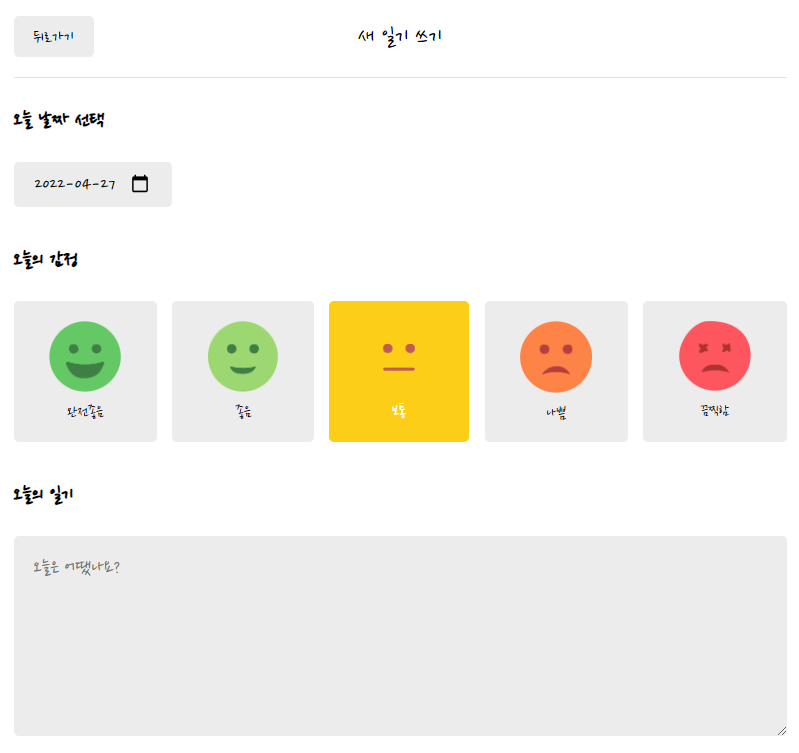 뒤로가기
새 일기 쓰기
오늘 날짜 선택
2022-04-27
오늘의 감정
완전좋음 좋음 보통 나쁨 끔찍함
오늘의 일기
오늘은 어땠나요?